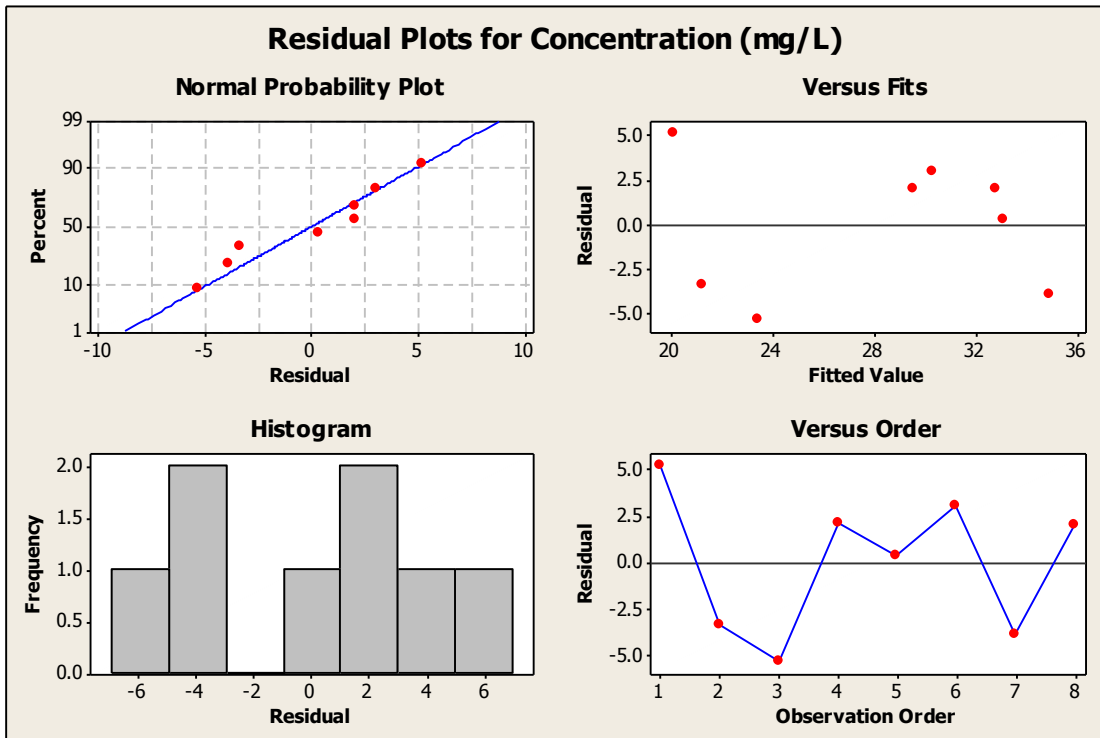 Residual Plots for Concentration (mg/L)
Normal Probability Plot
99
90
50
10
1
Percent
-10 -5 0 5 10
Residual
Versus Fits
5.0
2.5
0.0
-2.5
-5.0
Residual
20 24 28 32 36
Fitted Value
Histogram
2.0
1.5
1.0
0.5
0.0
Frequency
-6 -4 -2 0 2 4 6
Residual
Versus Order
5.0
2.5
0.0
-2.5
-5.0
Residual
1 2 3 4 5 6 7 8
Observation Order